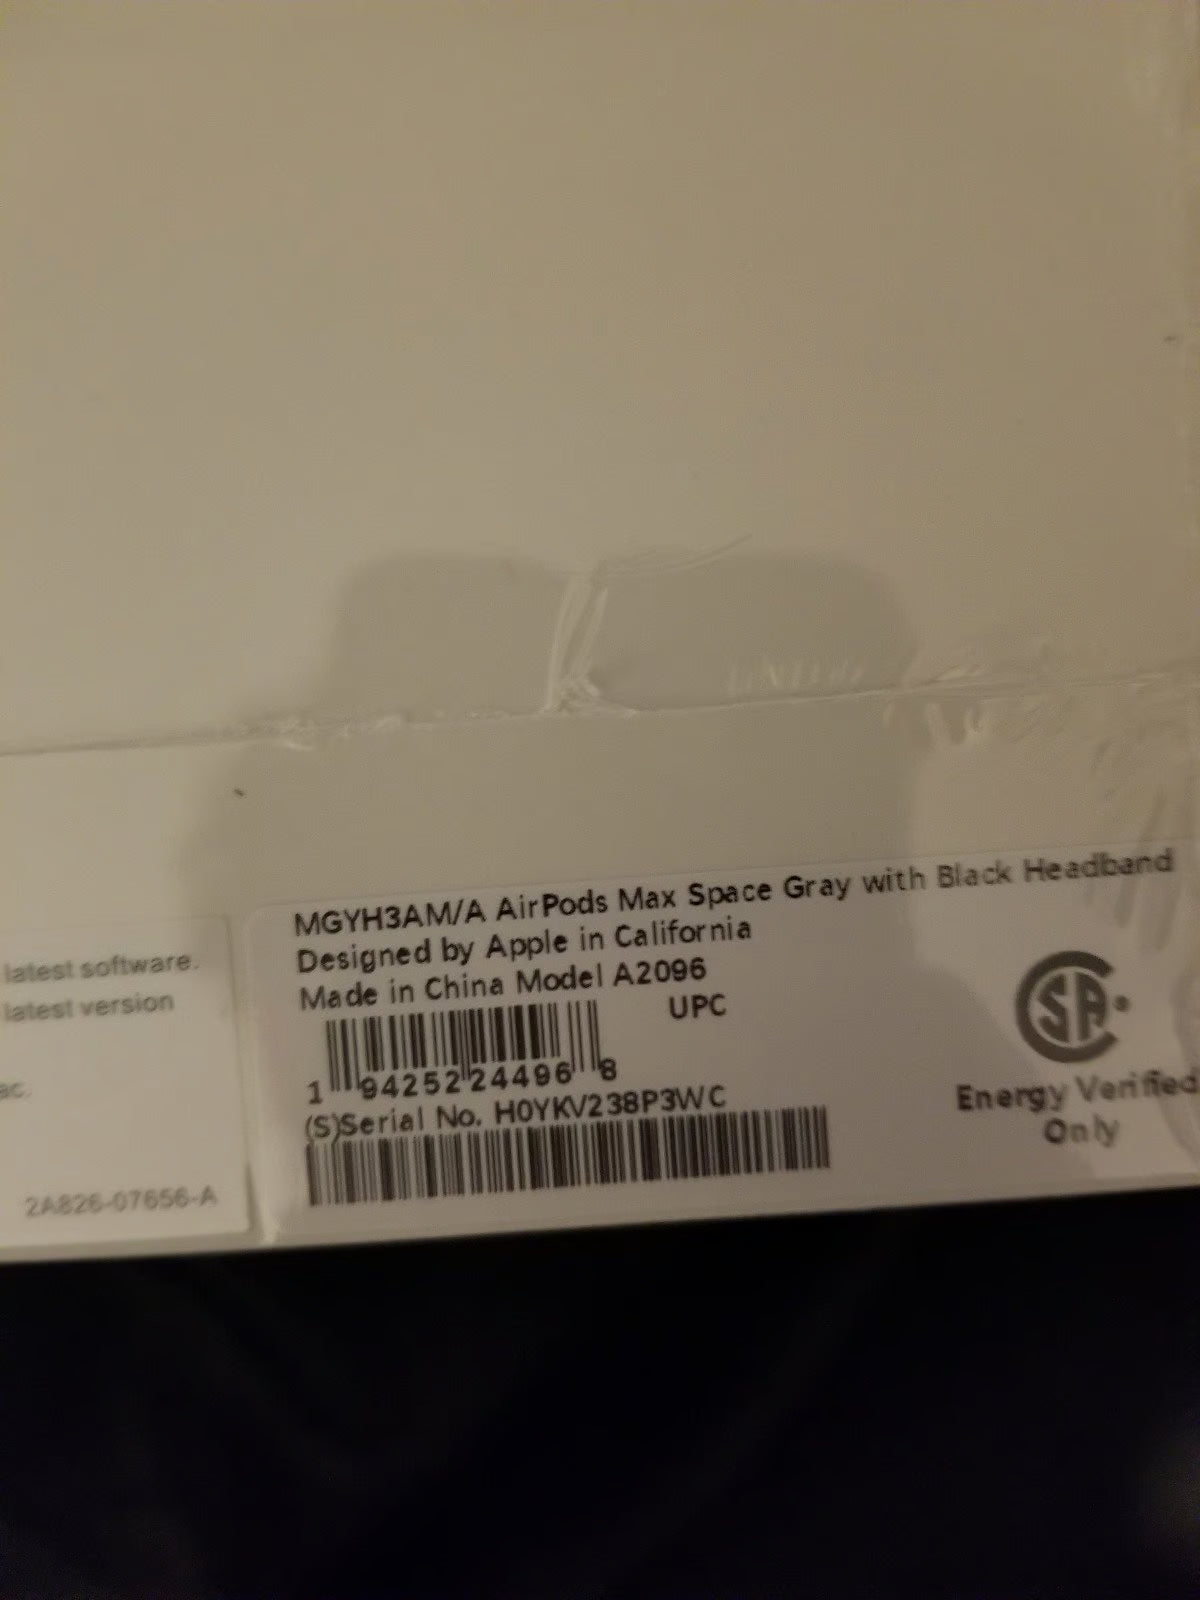 latest software.
latest version
ac.
2A826-07656-A
MGYH3AM/A AirPods Max Space Gray with Black Headband
Designed by Apple in California
Made in China Model A2096
UPC
1 94252 24496 8
(S)Serial No. H0YKV238P3WC
SA
Energy Verified
Only